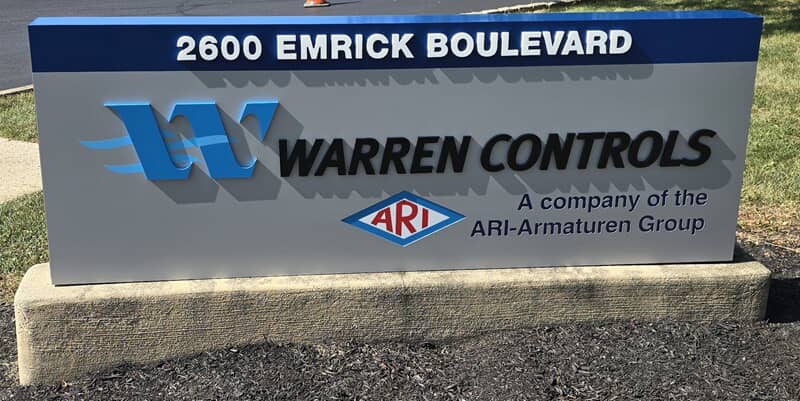 2600 EMRICK BOULEVARD
W WARREN CONTROLS
ARI
A company of the
ARI-Armaturen Group